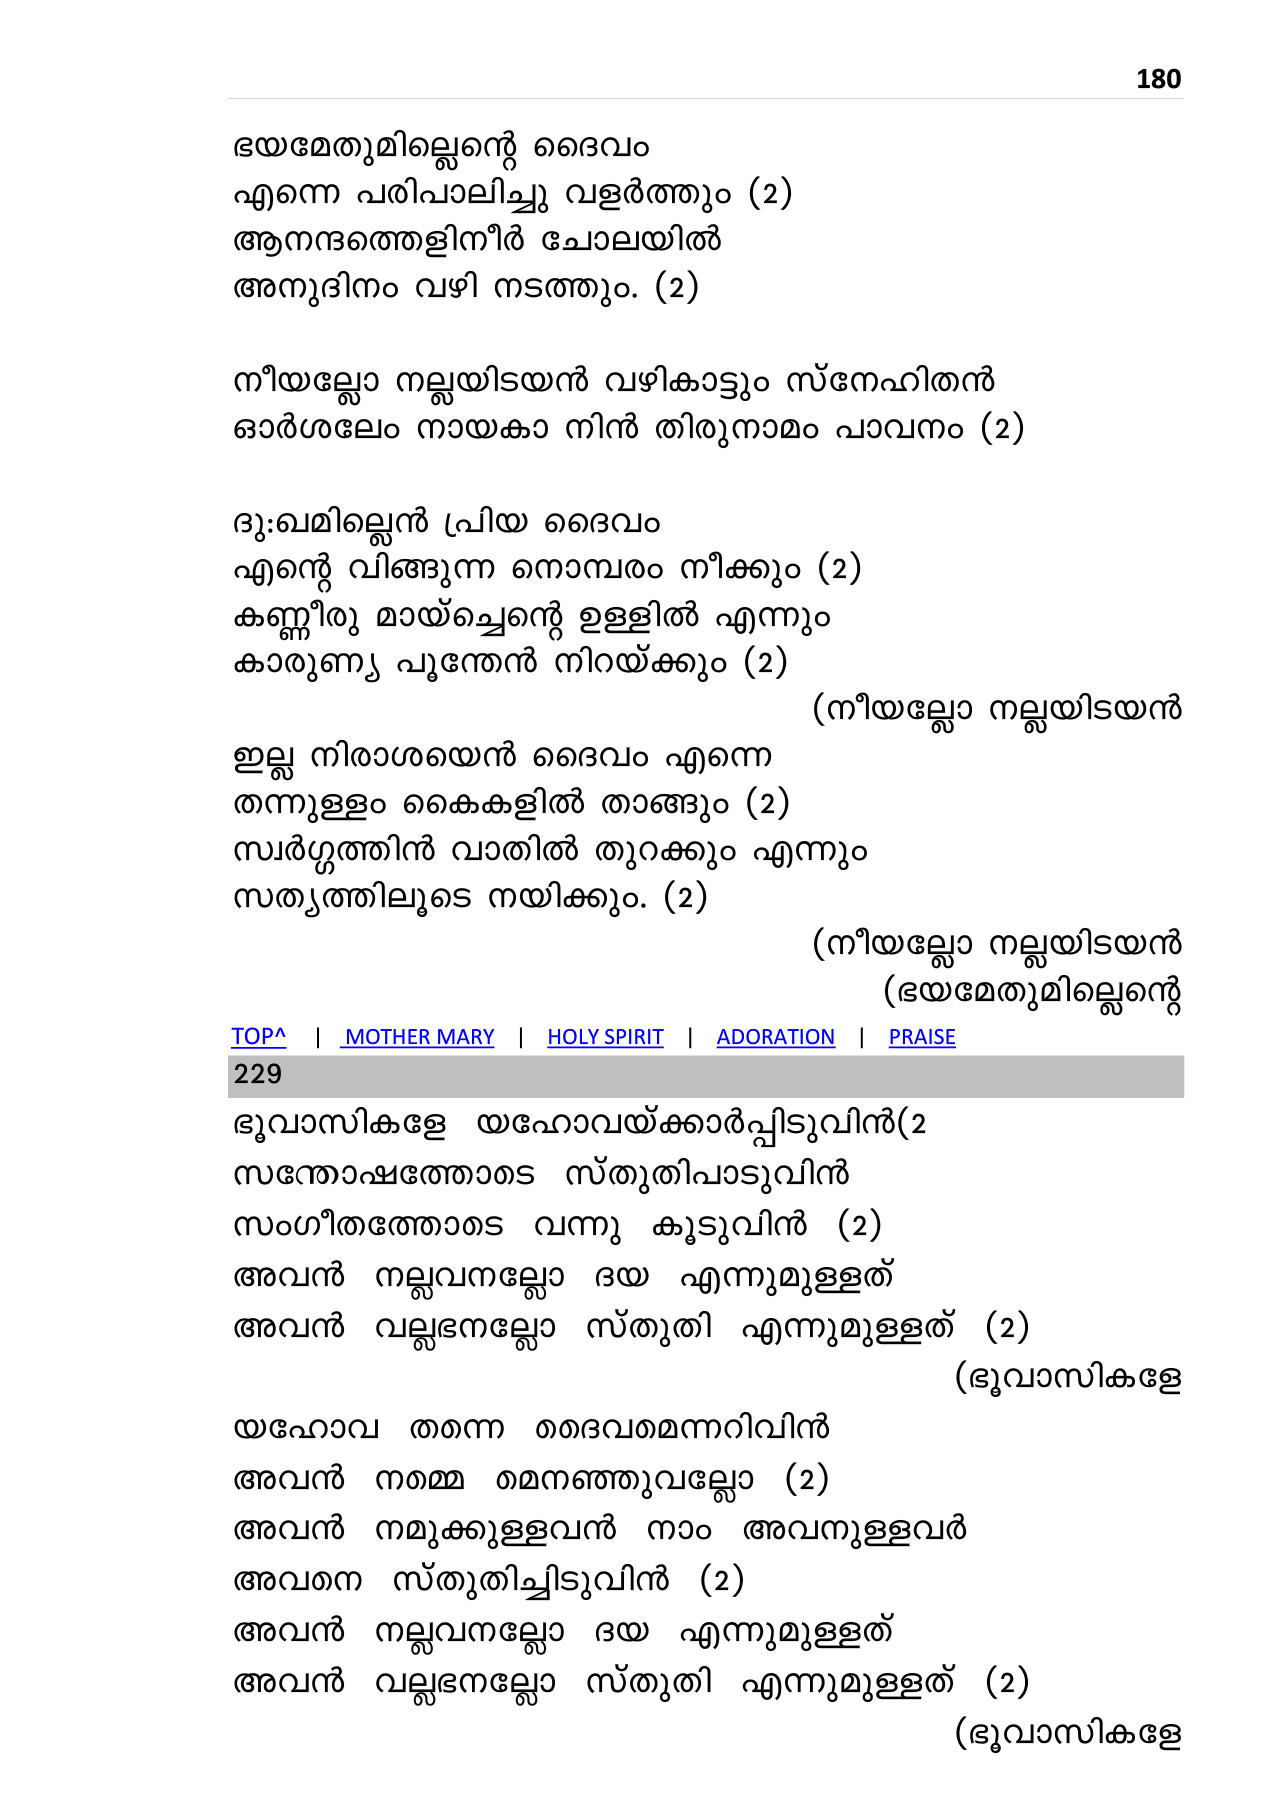 180
ഭയമേതുമില്ലെന്റെ ദൈവം
എന്നെ പരിപാലിച്ചു വളർത്തും (2)
ആനന്ദത്തെളിനീർ ചോലയിൽ
അനുദിനം വഴി നടത്തും. (2)
നീയല്ലോ നല്ലയിടയൻ വഴികാട്ടും സ്നേഹിതൻ
ഓർശലേം നായകാ നിൻ തിരുനാമം പാവനം (2)
ദു:ഖമില്ലെൻ പ്രിയ ദൈവം
എന്റെ വിങ്ങുന്ന നൊമ്പരം നീക്കും (2)
കണ്ണീരു മായ്ച്ചെന്റെ ഉള്ളിൽ എന്നും
കാരുണ്യ പൂന്തേൻ നിറയ്ക്കും (2)
(നീയല്ലോ നല്ലയിടയൻ
ഇല്ല നിരാശയെൻ ദൈവം എന്നെ
തന്നുള്ളം കൈകളിൽ താങ്ങും (2)
സ്വർഗ്ഗത്തിൻ വാതിൽ തുറക്കും എന്നും
സത്യത്തിലൂടെ നയിക്കും. (2)
(നീയല്ലോ നല്ലയിടയൻ
(ഭയമേതുമില്ലെന്റെ
TOP^ | MOTHER MARY | HOLY SPIRIT | ADORATION | PRAISE
229
ഭൂവാസികളേ യഹോവയ്ക്കാർപ്പിടുവിൻ(2
സന്തോഷത്തോടെ സ്തുതിപാടുവിൻ
സംഗീതത്തോടെ വന്നു കൂടുവിൻ (2)
അവൻ നല്ലവനല്ലോ ദയ എന്നുമുള്ളത്
അവൻ വല്ലഭനല്ലോ സ്തുതി എന്നുമുള്ളത് (2)
(ഭൂവാസികളേ
യഹോവ തന്നെ ദൈവമെന്നറിവിൻ
അവൻ നമ്മെ മെനഞ്ഞുവല്ലോ (2)
അവൻ നമുക്കുള്ളവൻ നാം അവനുള്ളവർ
അവനെ സ്തുതിച്ചിടുവിൻ (2)
അവൻ നല്ലവനല്ലോ ദയ എന്നുമുള്ളത്
അവൻ വല്ലഭനല്ലോ സ്തുതി എന്നുമുള്ളത് (2)
(ഭൂവാസികളേ